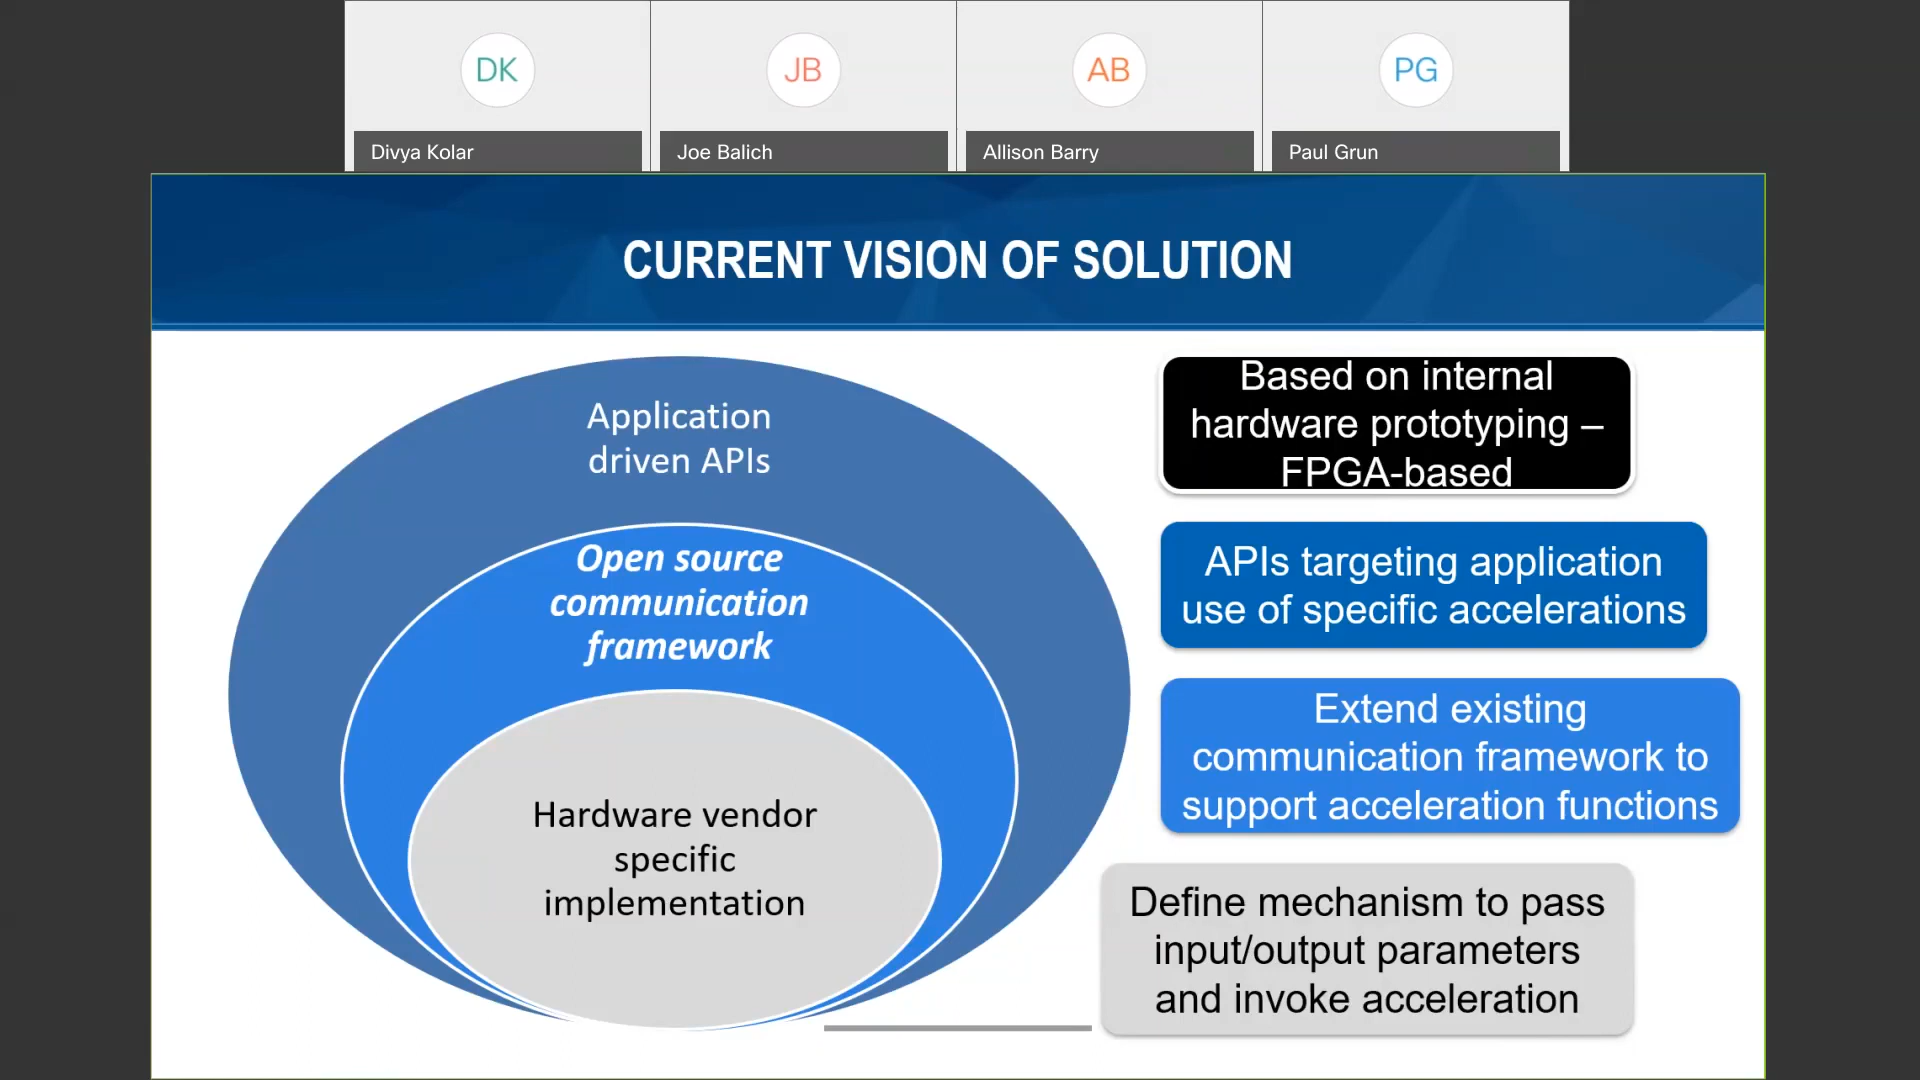 DK
JB
AB
PG
Divya Kolar
Joe Balich
Allison Barry
Paul Grun
CURRENT VISION OF SOLUTION
Application
driven APIs
Open source
communication
framework
Hardware vendor
specific
implementation
Based on internal
hardware prototyping –
FPGA-based
APIs targeting application
use of specific accelerations
Extend existing
communication framework to
support acceleration functions
Define mechanism to pass
input/output parameters
and invoke acceleration